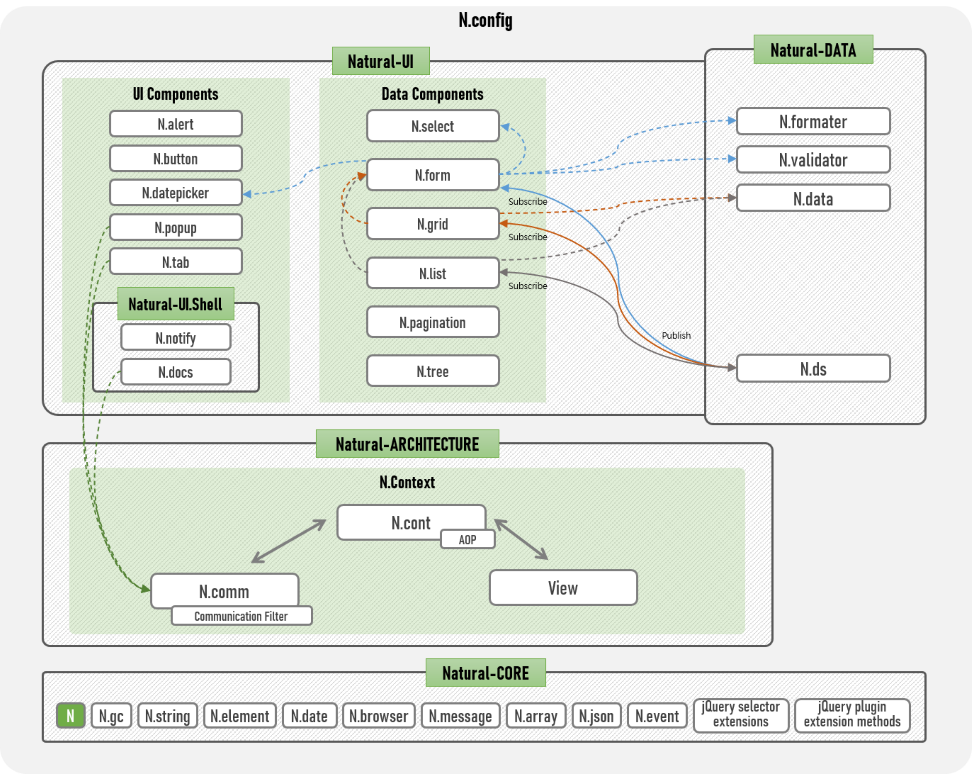 N.config
Natural-UI
Natural-DATA
UI Components
N.alert
N.button
N.datepicker
N.popup
N.tab
Natural-UI.Shell
N.notify
N.docs
Data Components
N.select
N.form
N.grid
N.list
N.pagination
N.tree
Subscribe
Subscribe
Subscribe
Publish
N.formater
N.validator
N.data
N.ds
Natural-ARCHITECTURE
N.Context
N.cont
AOP
N.comm
Communication Filter
View
Natural-CORE
N
N.gc
N.string
N.element
N.date
N.browser
N.message
N.array
N.json
N.event
jQuery selector
extensions
jQuery plugin
extension methods